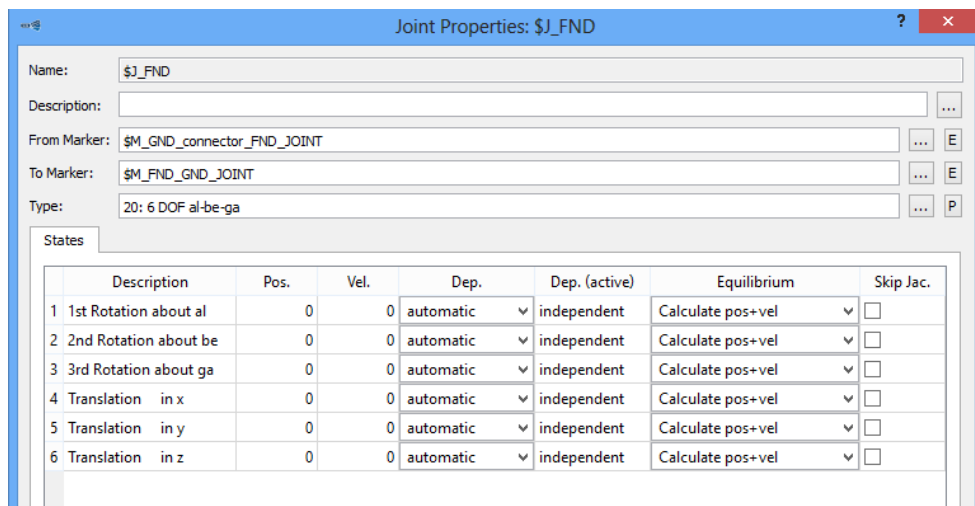 Joint Properties: $J_FND ?
Name: $J_FND
Description: ...
From Marker: $M_GND_connector_FND_JOINT ... E
To Marker: $M_FND_GND_JOINT ... E
Type: 20: 6 DOF al-be-ga ... P
States
Description Pos. Vel. Dep. Dep. (active) Equilibrium Skip Jac.
1 1st Rotation about al 0 0 automatic independent Calculate pos+vel
2 2nd Rotation about be 0 0 automatic independent Calculate pos+vel
3 3rd Rotation about ga 0 0 automatic independent Calculate pos+vel
4 Translation in x 0 0 automatic independent Calculate pos+vel
5 Translation in y 0 0 automatic independent Calculate pos+vel
6 Translation in z 0 0 automatic independent Calculate pos+vel